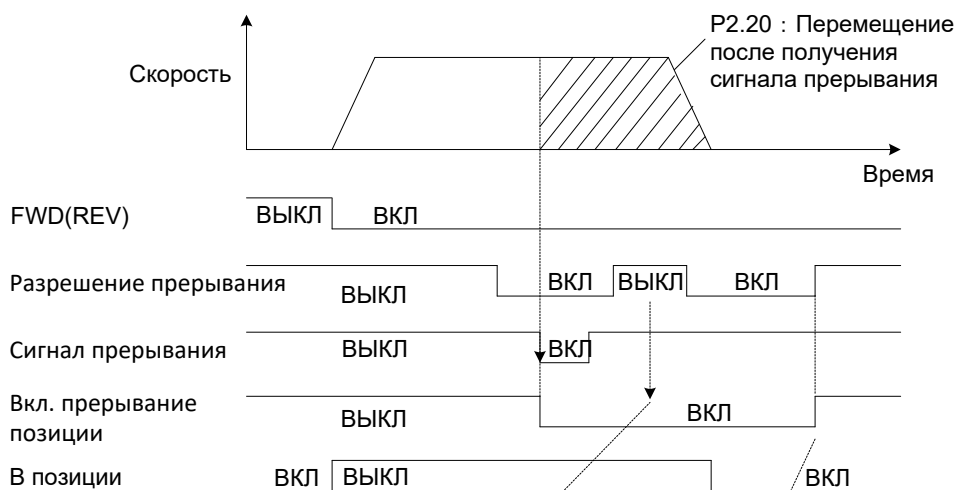 P2.20 : Перемещение
после получения
сигнала прерывания
Скорость
Время
FWD(REV)
ВЫКЛ
ВКЛ
Разрешение прерывания
ВЫКЛ
ВКЛ
ВЫКЛ
ВКЛ
Сигнал прерывания
ВЫКЛ
ВКЛ
Вкл. прерывание
позиции
ВЫКЛ
ВКЛ
В позиции
ВКЛ
ВЫКЛ
ВКЛ